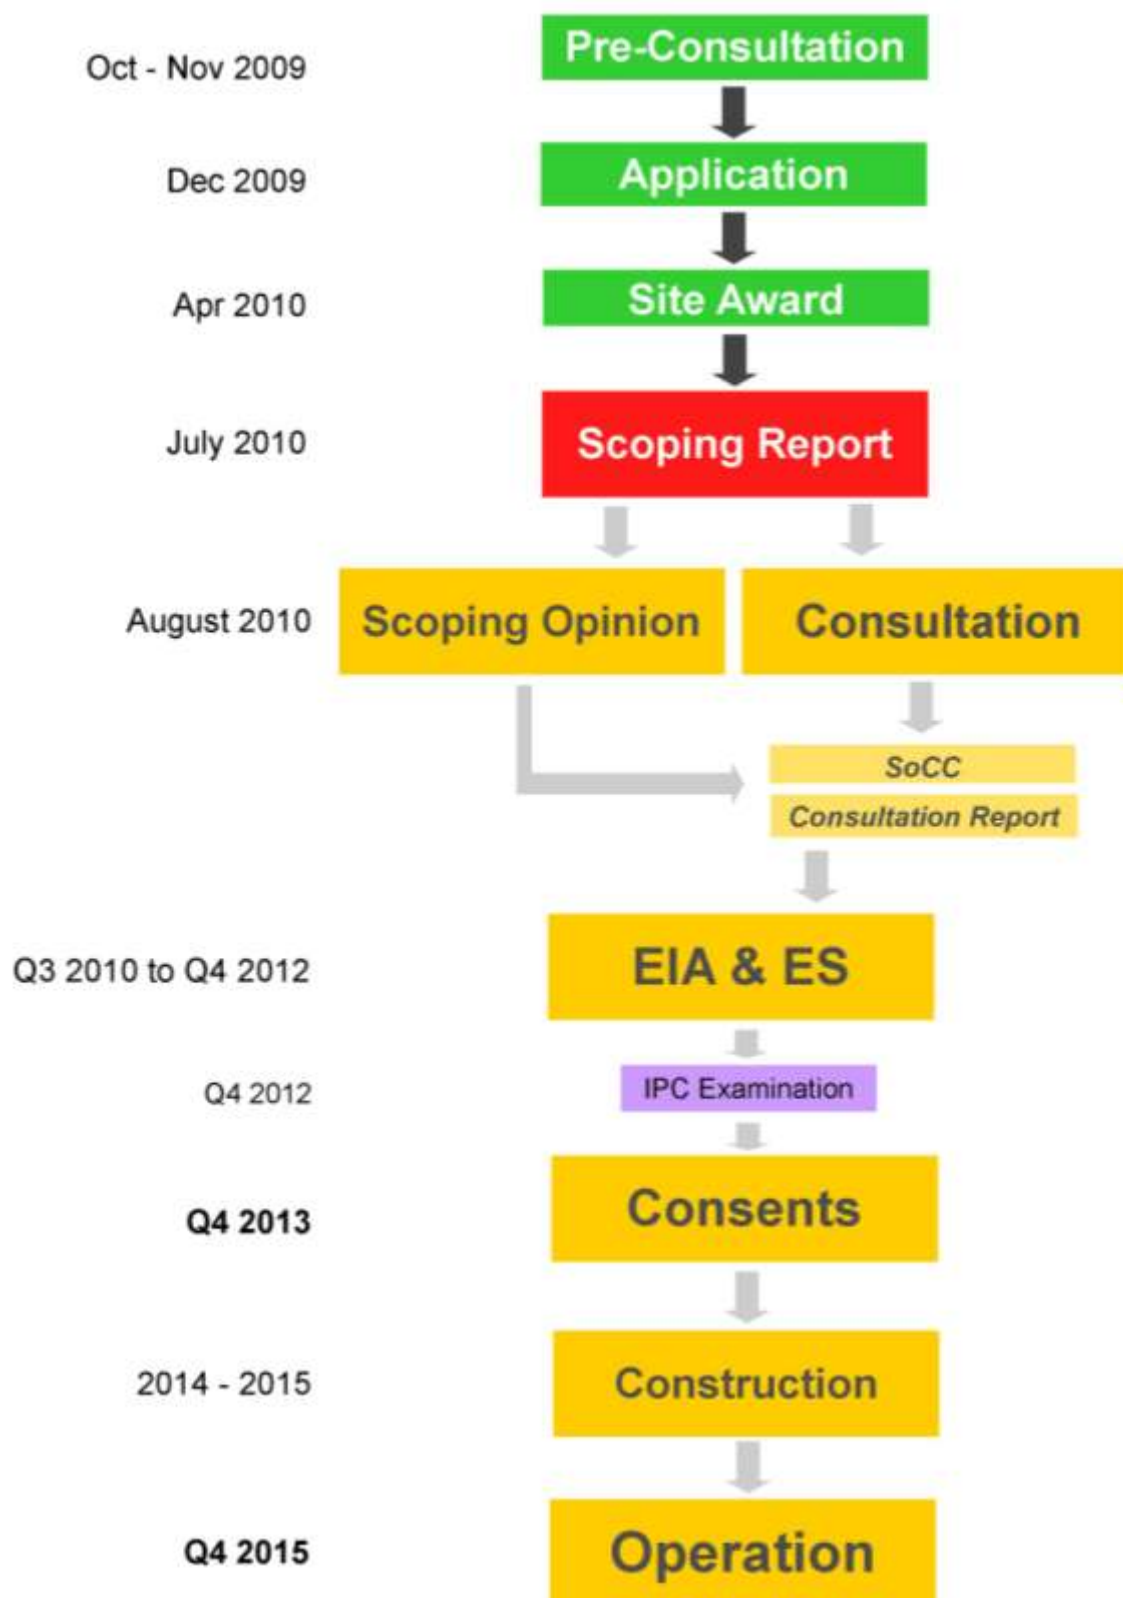 Oct - Nov 2009
Pre-Consultation
Dec 2009
Application
Apr 2010
Site Award
July 2010
Scoping Report
August 2010
Scoping Opinion
Consultation
SoCC
Consultation Report
Q3 2010 to Q4 2012
EIA & ES
Q4 2012
IPC Examination
Q4 2013
Consents
2014 - 2015
Construction
Q4 2015
Operation